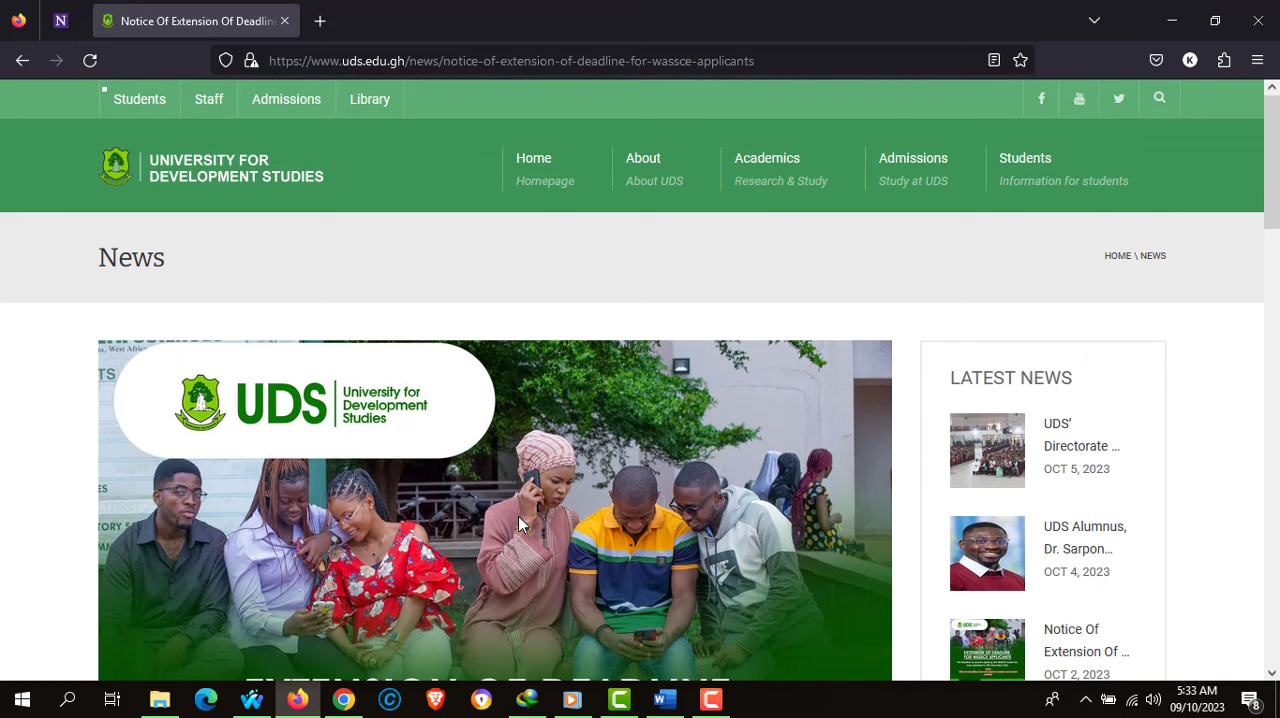 Notice Of Extension Of Deadlin
https://www.uds.edu.gh/news/notice-of-extension-of-deadline-for-wassce-applicants
Students
Staff
Admissions
Library
UNIVERSITY FOR
DEVELOPMENT STUDIES
Home
Homepage
About
About UDS
Academics
Research & Study
Admissions
Study at UDS
Students
Information for students
News
HOME \ NEWS
UDS
University for
Development
Studies
LATEST NEWS
UDS'
Directorate ...
OCT 5, 2023
UDS Alumnus,
Dr. Sarpon...
OCT 4, 2023
Notice Of
Extension Of ...
OCT 2, 2023
5:33 AM
09/10/2023